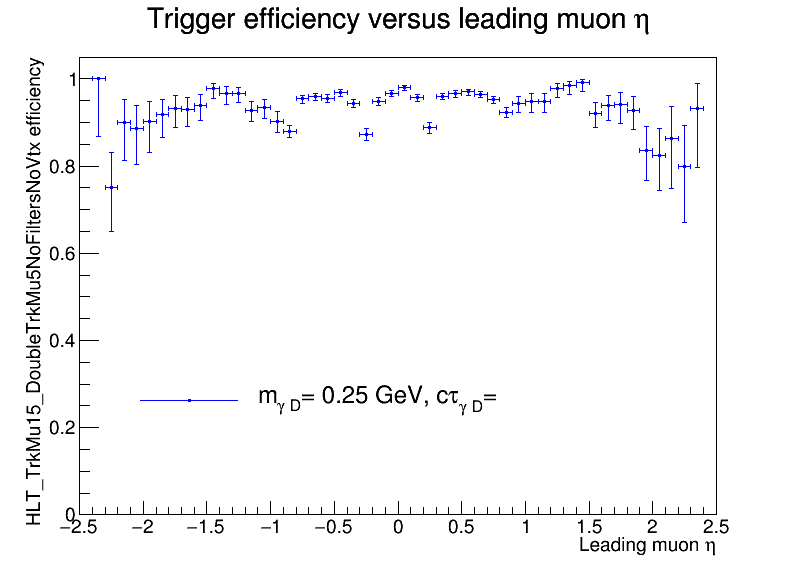 Trigger efficiency versus leading muon η
HLT_TrkMu15_DoubleTrkMu5NoFiltersNoVtx efficiency
1
0.8
0.6
0.4
0.2
0
m_γ D= 0.25 GeV, cτ_γ D=
−2.5 −2 −1.5 −1 −0.5 0 0.5 1 1.5 2 2.5
Leading muon η